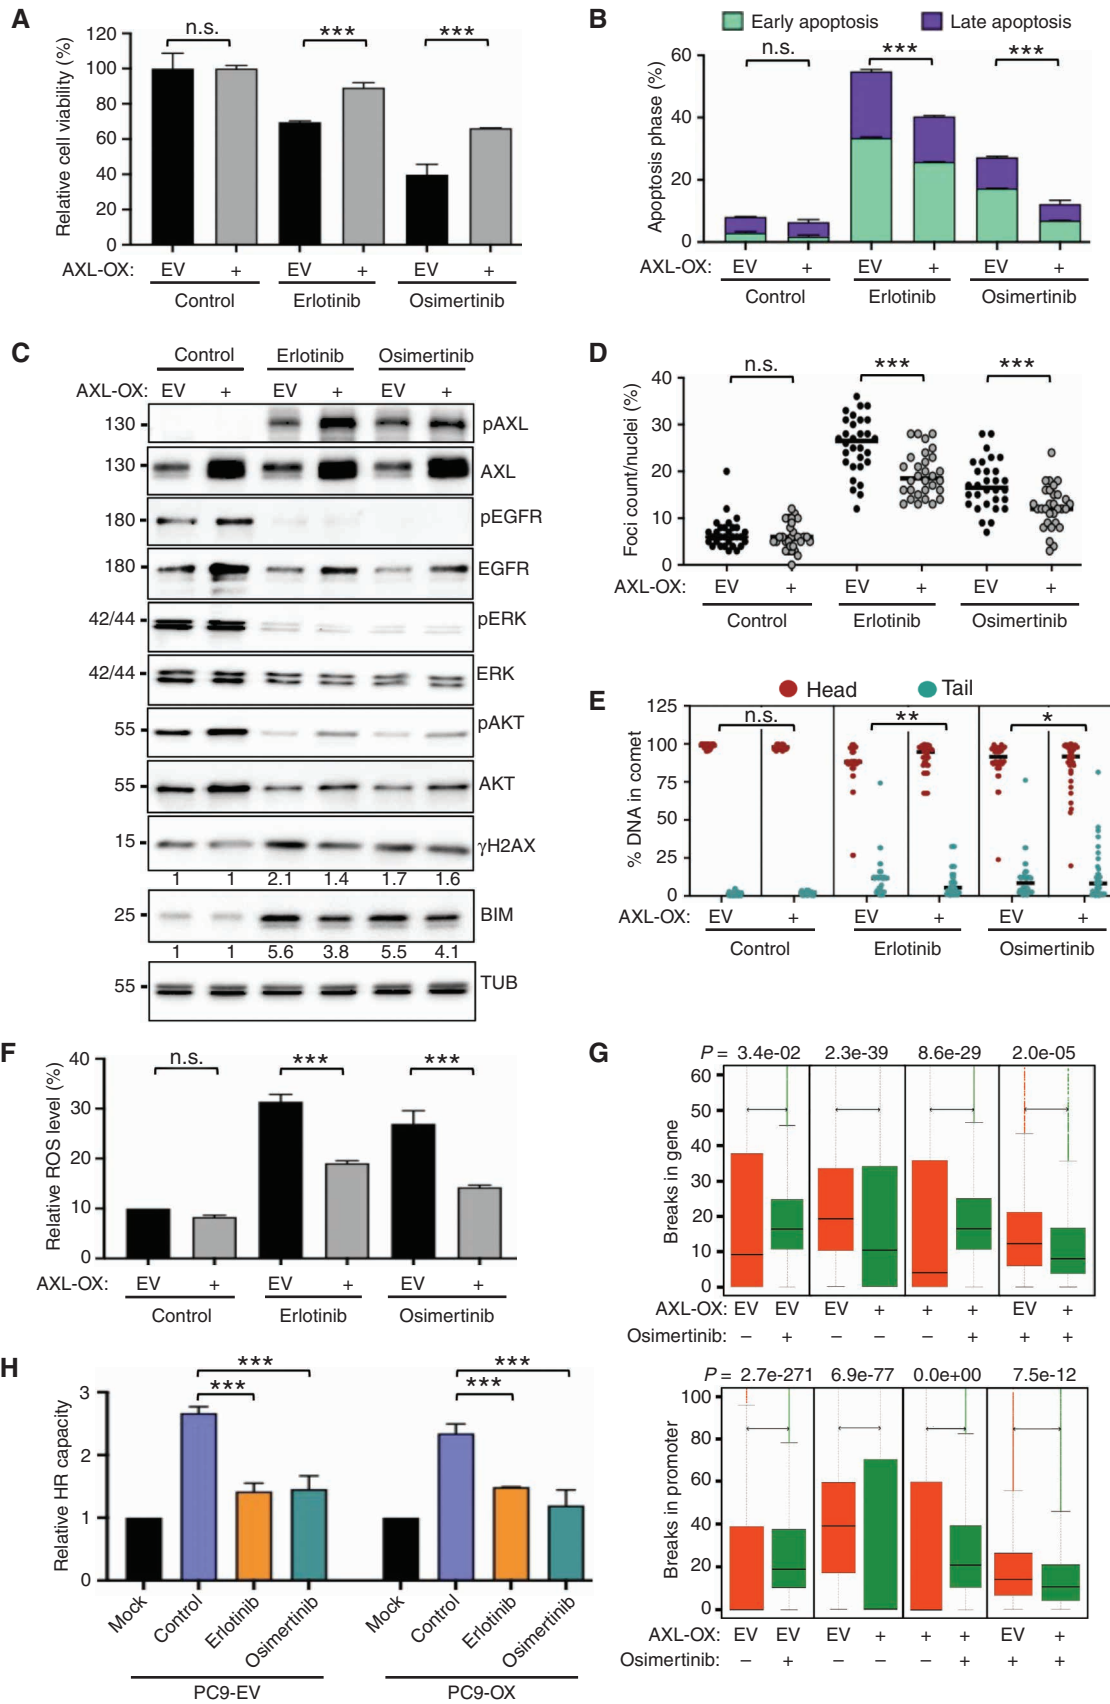 A
Relative cell viability (%)
120
100
80
60
40
20
0
n.s.
***
***
AXL-OX: EV + EV + EV +
Control Erlotinib Osimertinib
B
Early apoptosis Late apoptosis
Apoptosis phase (%)
60
40
20
0
n.s.
***
***
AXL-OX: EV + EV + EV +
Control Erlotinib Osimertinib
C
Control Erlotinib Osimertinib
AXL-OX: EV + EV + EV +
130 pAXL
130 AXL
180 pEGFR
180 EGFR
42/44 pERK
42/44 ERK
55 pAKT
55 AKT
15 γH2AX
1 1 2.1 1.4 1.7 1.6
25 BIM
1 1 5.6 3.8 5.5 4.1
55 TUB
D
Foci count/nuclei (%)
40
30
20
10
0
n.s.
***
***
AXL-OX: EV + EV + EV +
Control Erlotinib Osimertinib
E
Head Tail
% DNA in comet
125
100
75
50
25
0
n.s.
**
*
AXL-OX: EV + EV + EV +
Control Erlotinib Osimertinib
F
Relative ROS level (%)
40
30
20
10
0
n.s.
***
***
AXL-OX: EV + EV + EV +
Control Erlotinib Osimertinib
G
P = 3.4e-02 2.3e-39 8.6e-29 2.0e-05
Breaks in gene
60
50
40
30
20
10
0
AXL-OX: EV EV EV + + + EV +
Osimertinib: – + – – – + + +
P = 2.7e-271 6.9e-77 0.0e+00 7.5e-12
Breaks in promoter
100
80
60
40
20
0
AXL-OX: EV EV EV + + + EV +
Osimertinib: – + – – – + + +
H
Relative HR capacity
3
2
1
0
***
***
***
***
Mock Control Erlotinib Osimertinib Mock Control Erlotinib Osimertinib
PC9-EV PC9-OX